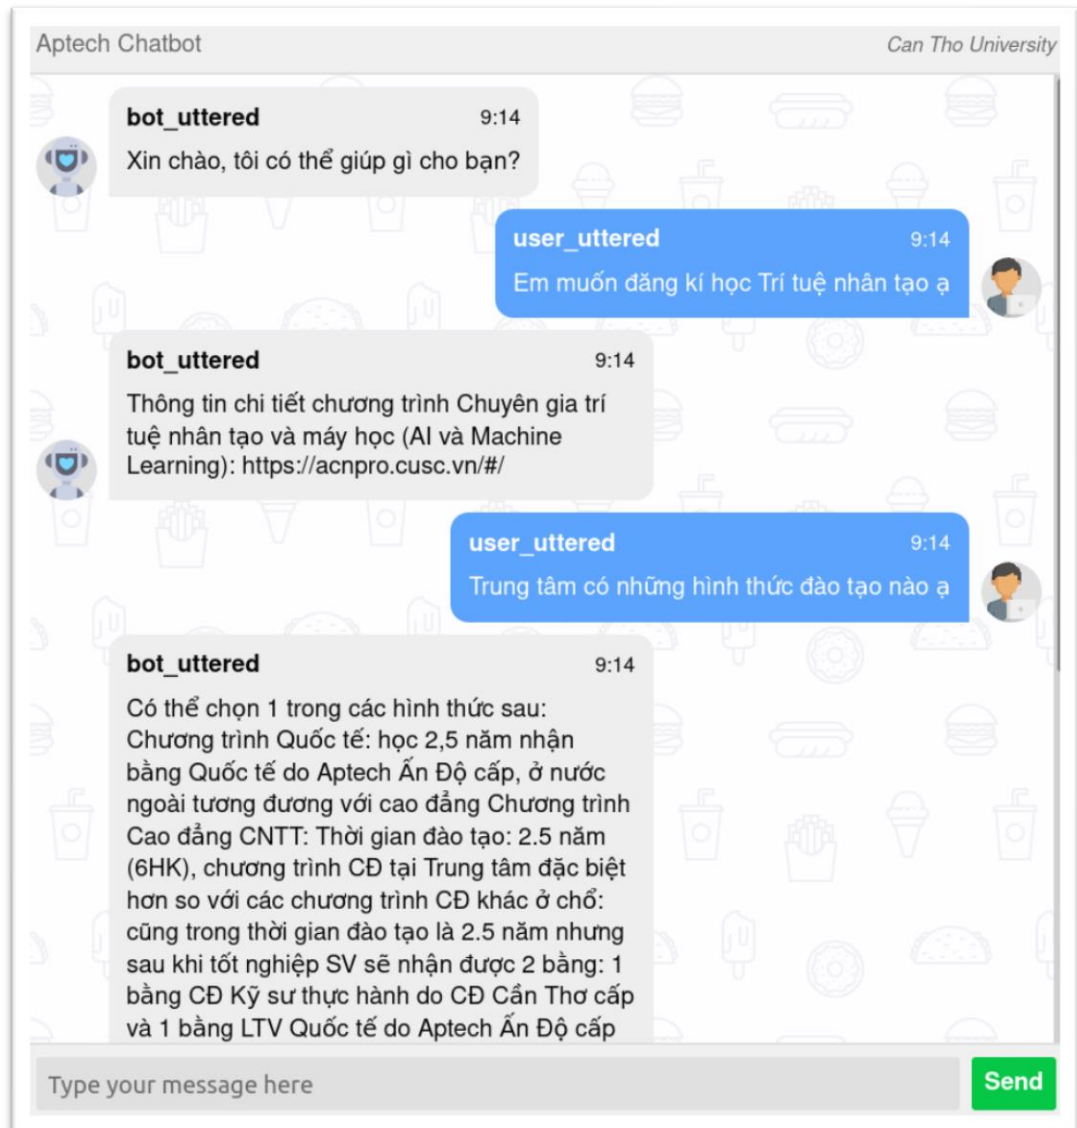 Aptech Chatbot Can Tho University
bot_uttered 9:14
Xin chào, tôi có thể giúp gì cho bạn?
user_uttered 9:14
Em muốn đăng kí học Trí tuệ nhân tạo ạ
bot_uttered 9:14
Thông tin chi tiết chương trình Chuyên gia trí
tuệ nhân tạo và máy học (AI và Machine
Learning): https://acnpro.cusc.vn/#/
user_uttered 9:14
Trung tâm có những hình thức đào tạo nào ạ
bot_uttered 9:14
Có thể chọn 1 trong các hình thức sau:
Chương trình Quốc tế: học 2,5 năm nhận
bằng Quốc tế do Aptech Ấn Độ cấp, ở nước
ngoài tương đương với cao đẳng Chương trình
Cao đẳng CNTT: Thời gian đào tạo: 2.5 năm
(6HK), chương trình CĐ tại Trung tâm đặc biệt
hơn so với các chương trình CĐ khác ở chổ:
cũng trong thời gian đào tạo là 2.5 năm nhưng
sau khi tốt nghiệp SV sẽ nhận được 2 bằng: 1
bằng CĐ Kỹ sư thực hành do CĐ Cần Thơ cấp
và 1 bằng LTV Quốc tế do Aptech Ấn Độ cấp
Type your message here Send